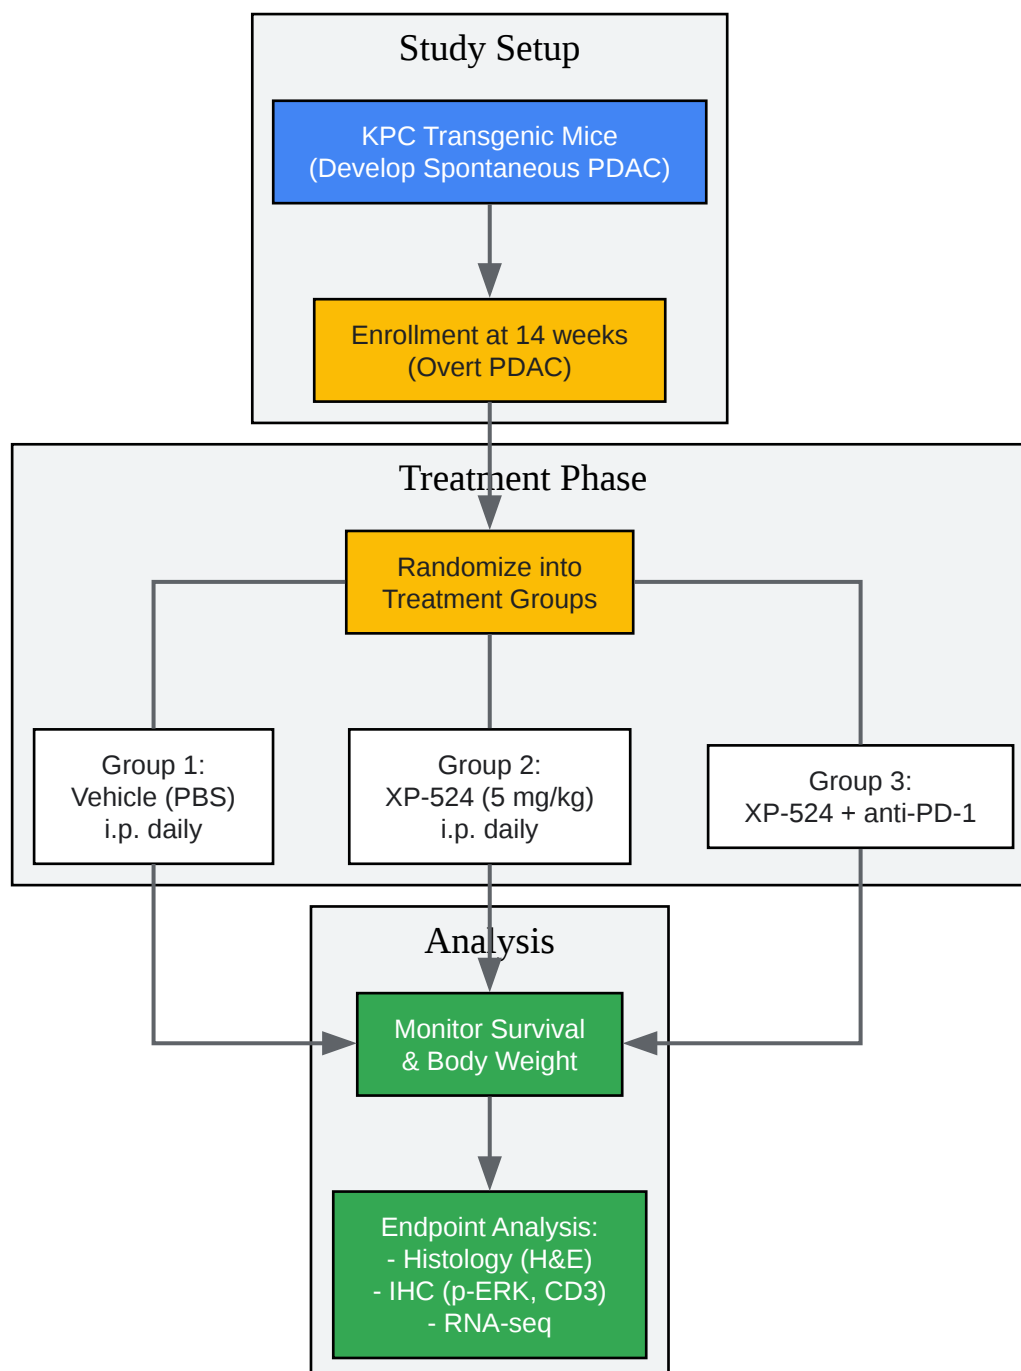 Study Setup
KPC Transgenic Mice
(Develop Spontaneous PDAC)
Enrollment at 14 weeks
(Overt PDAC)
Treatment Phase
Randomize into
Treatment Groups
Group 1:
Vehicle (PBS)
i.p. daily
Group 2:
XP-524 (5 mg/kg)
i.p. daily
Group 3:
XP-524 + anti-PD-1
Analysis
Monitor Survival
& Body Weight
Endpoint Analysis:
- Histology (H&E)
- IHC (p-ERK, CD3)
- RNA-seq